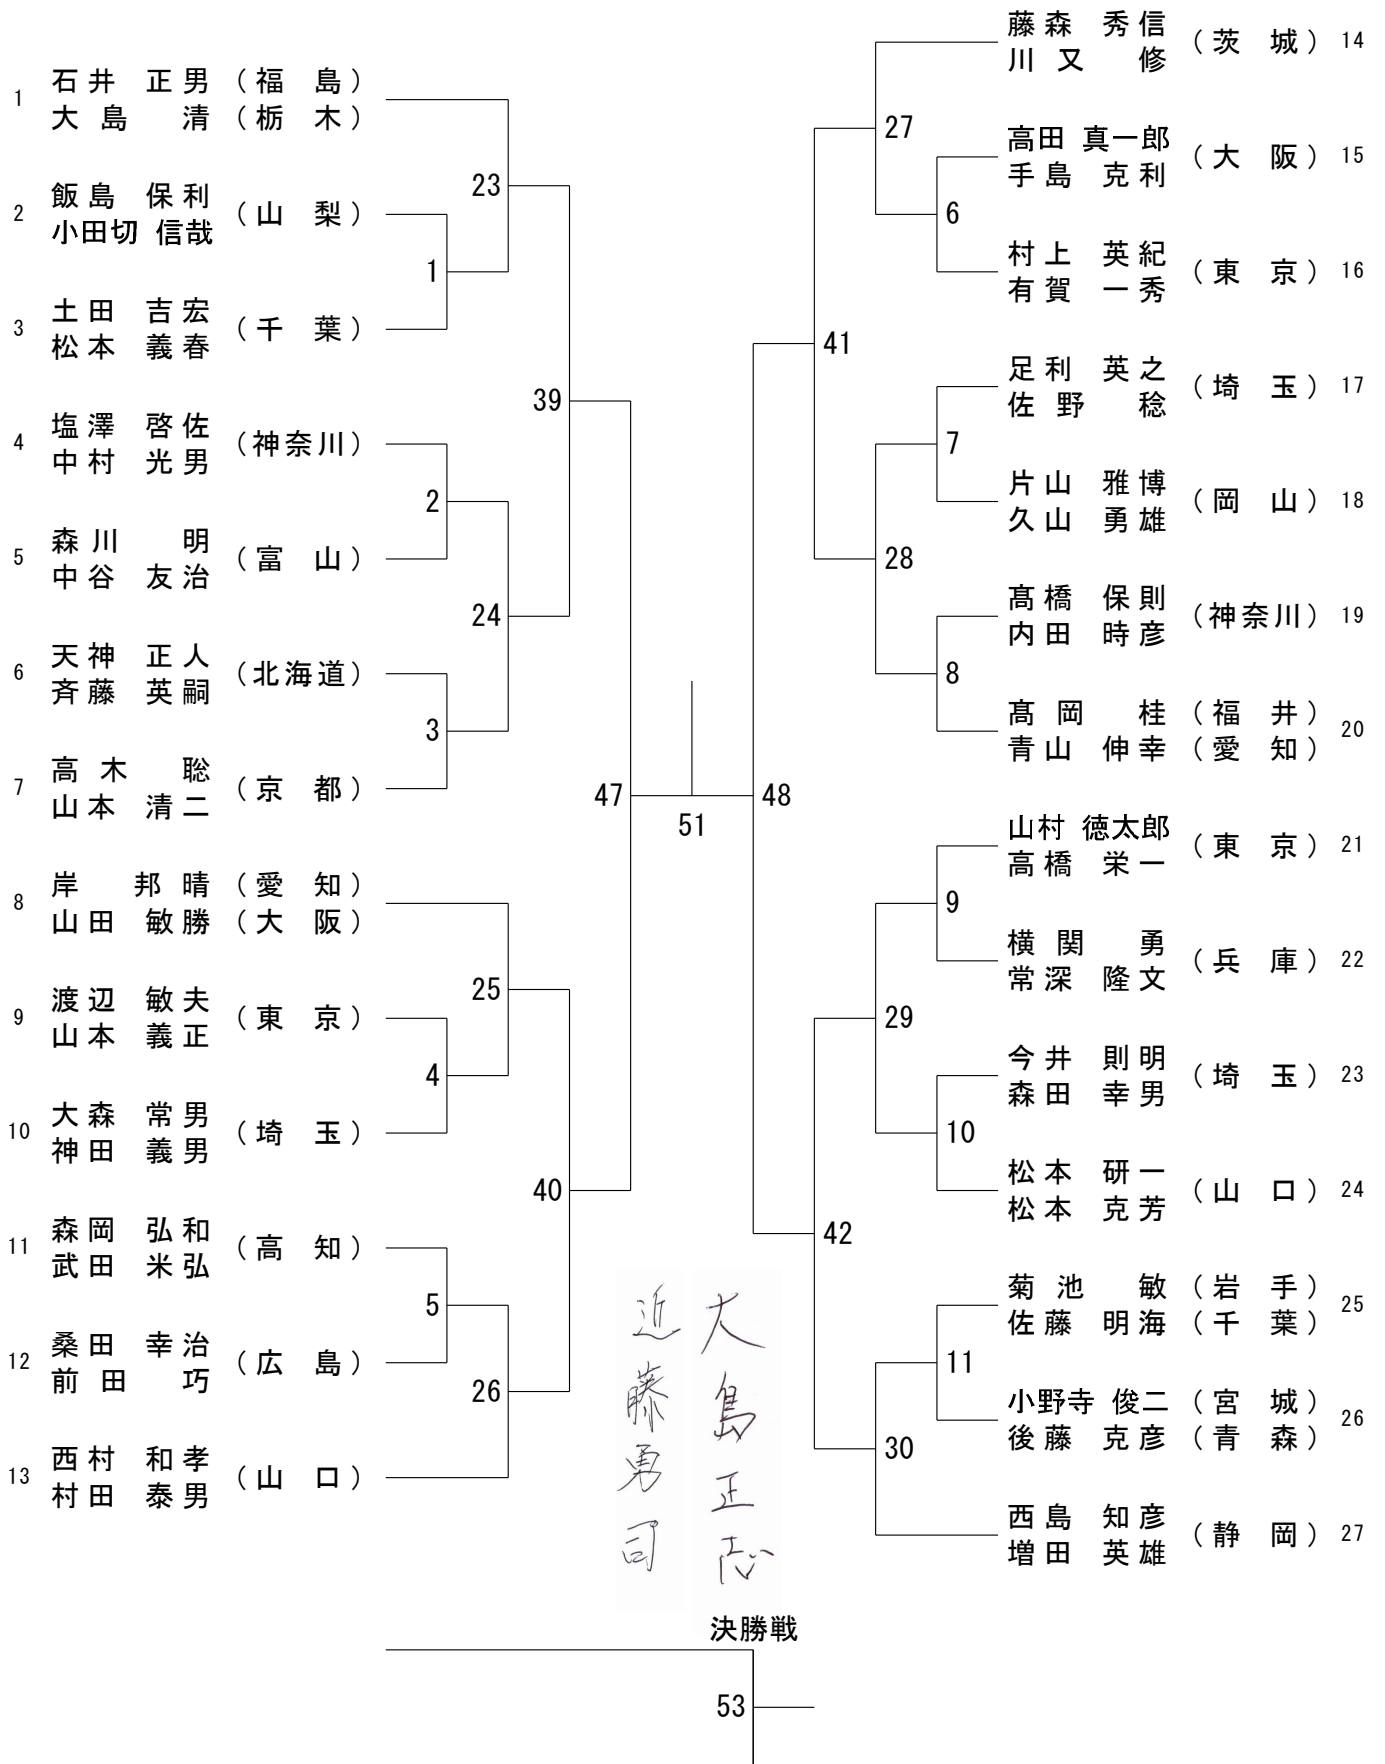 1 石井 正男 (福 島)
大島 清 (栃 木)
2 飯島 保利 (山 梨)
小田切 信哉
3 土田 吉宏 (千 葉)
松本 義春
4 塩澤 啓佐 (神奈川)
中村 光男
5 森川 明 (富 山)
中谷 友治
6 天神 正人 (北海道)
斉藤 英嗣
7 高木 聡 (京 都)
山本 清二
8 岸 邦晴 (愛 知)
山田 敏勝 (大 阪)
9 渡辺 敏夫 (東 京)
山本 義正
10 大森 常男 (埼 玉)
神田 義男
11 森岡 弘和 (高 知)
武田 米弘
12 桑田 幸治 (広 島)
前田 巧
13 西村 和孝 (山 口)
村田 泰男
1
2
3
4
5
23
24
25
26
39
40
47
51
48
41
42
27
28
29
30
6
7
8
9
10
11
藤森 秀信 (茨 城) 14
川又 修
高田 真一郎 (大 阪) 15
手島 克利
村上 英紀 (東 京) 16
有賀 一秀
足利 英之 (埼 玉) 17
佐野 稔
片山 雅博 (岡 山) 18
久山 勇雄
髙橋 保則 (神奈川) 19
内田 時彦
髙岡 桂 (福 井) 20
青山 伸幸 (愛 知)
山村 徳太郎 (東 京) 21
高橋 栄一
横関 勇 (兵 庫) 22
常深 隆文
今井 則明 (埼 玉) 23
森田 幸男
松本 研一 (山 口) 24
松本 克芳
菊池 敏 (岩 手) 25
佐藤 明海 (千 葉)
小野寺 俊二 (宮 城) 26
後藤 克彦 (青 森)
西島 知彦 (静 岡) 27
増田 英雄
大島正志
近藤勇司
決勝戦
53